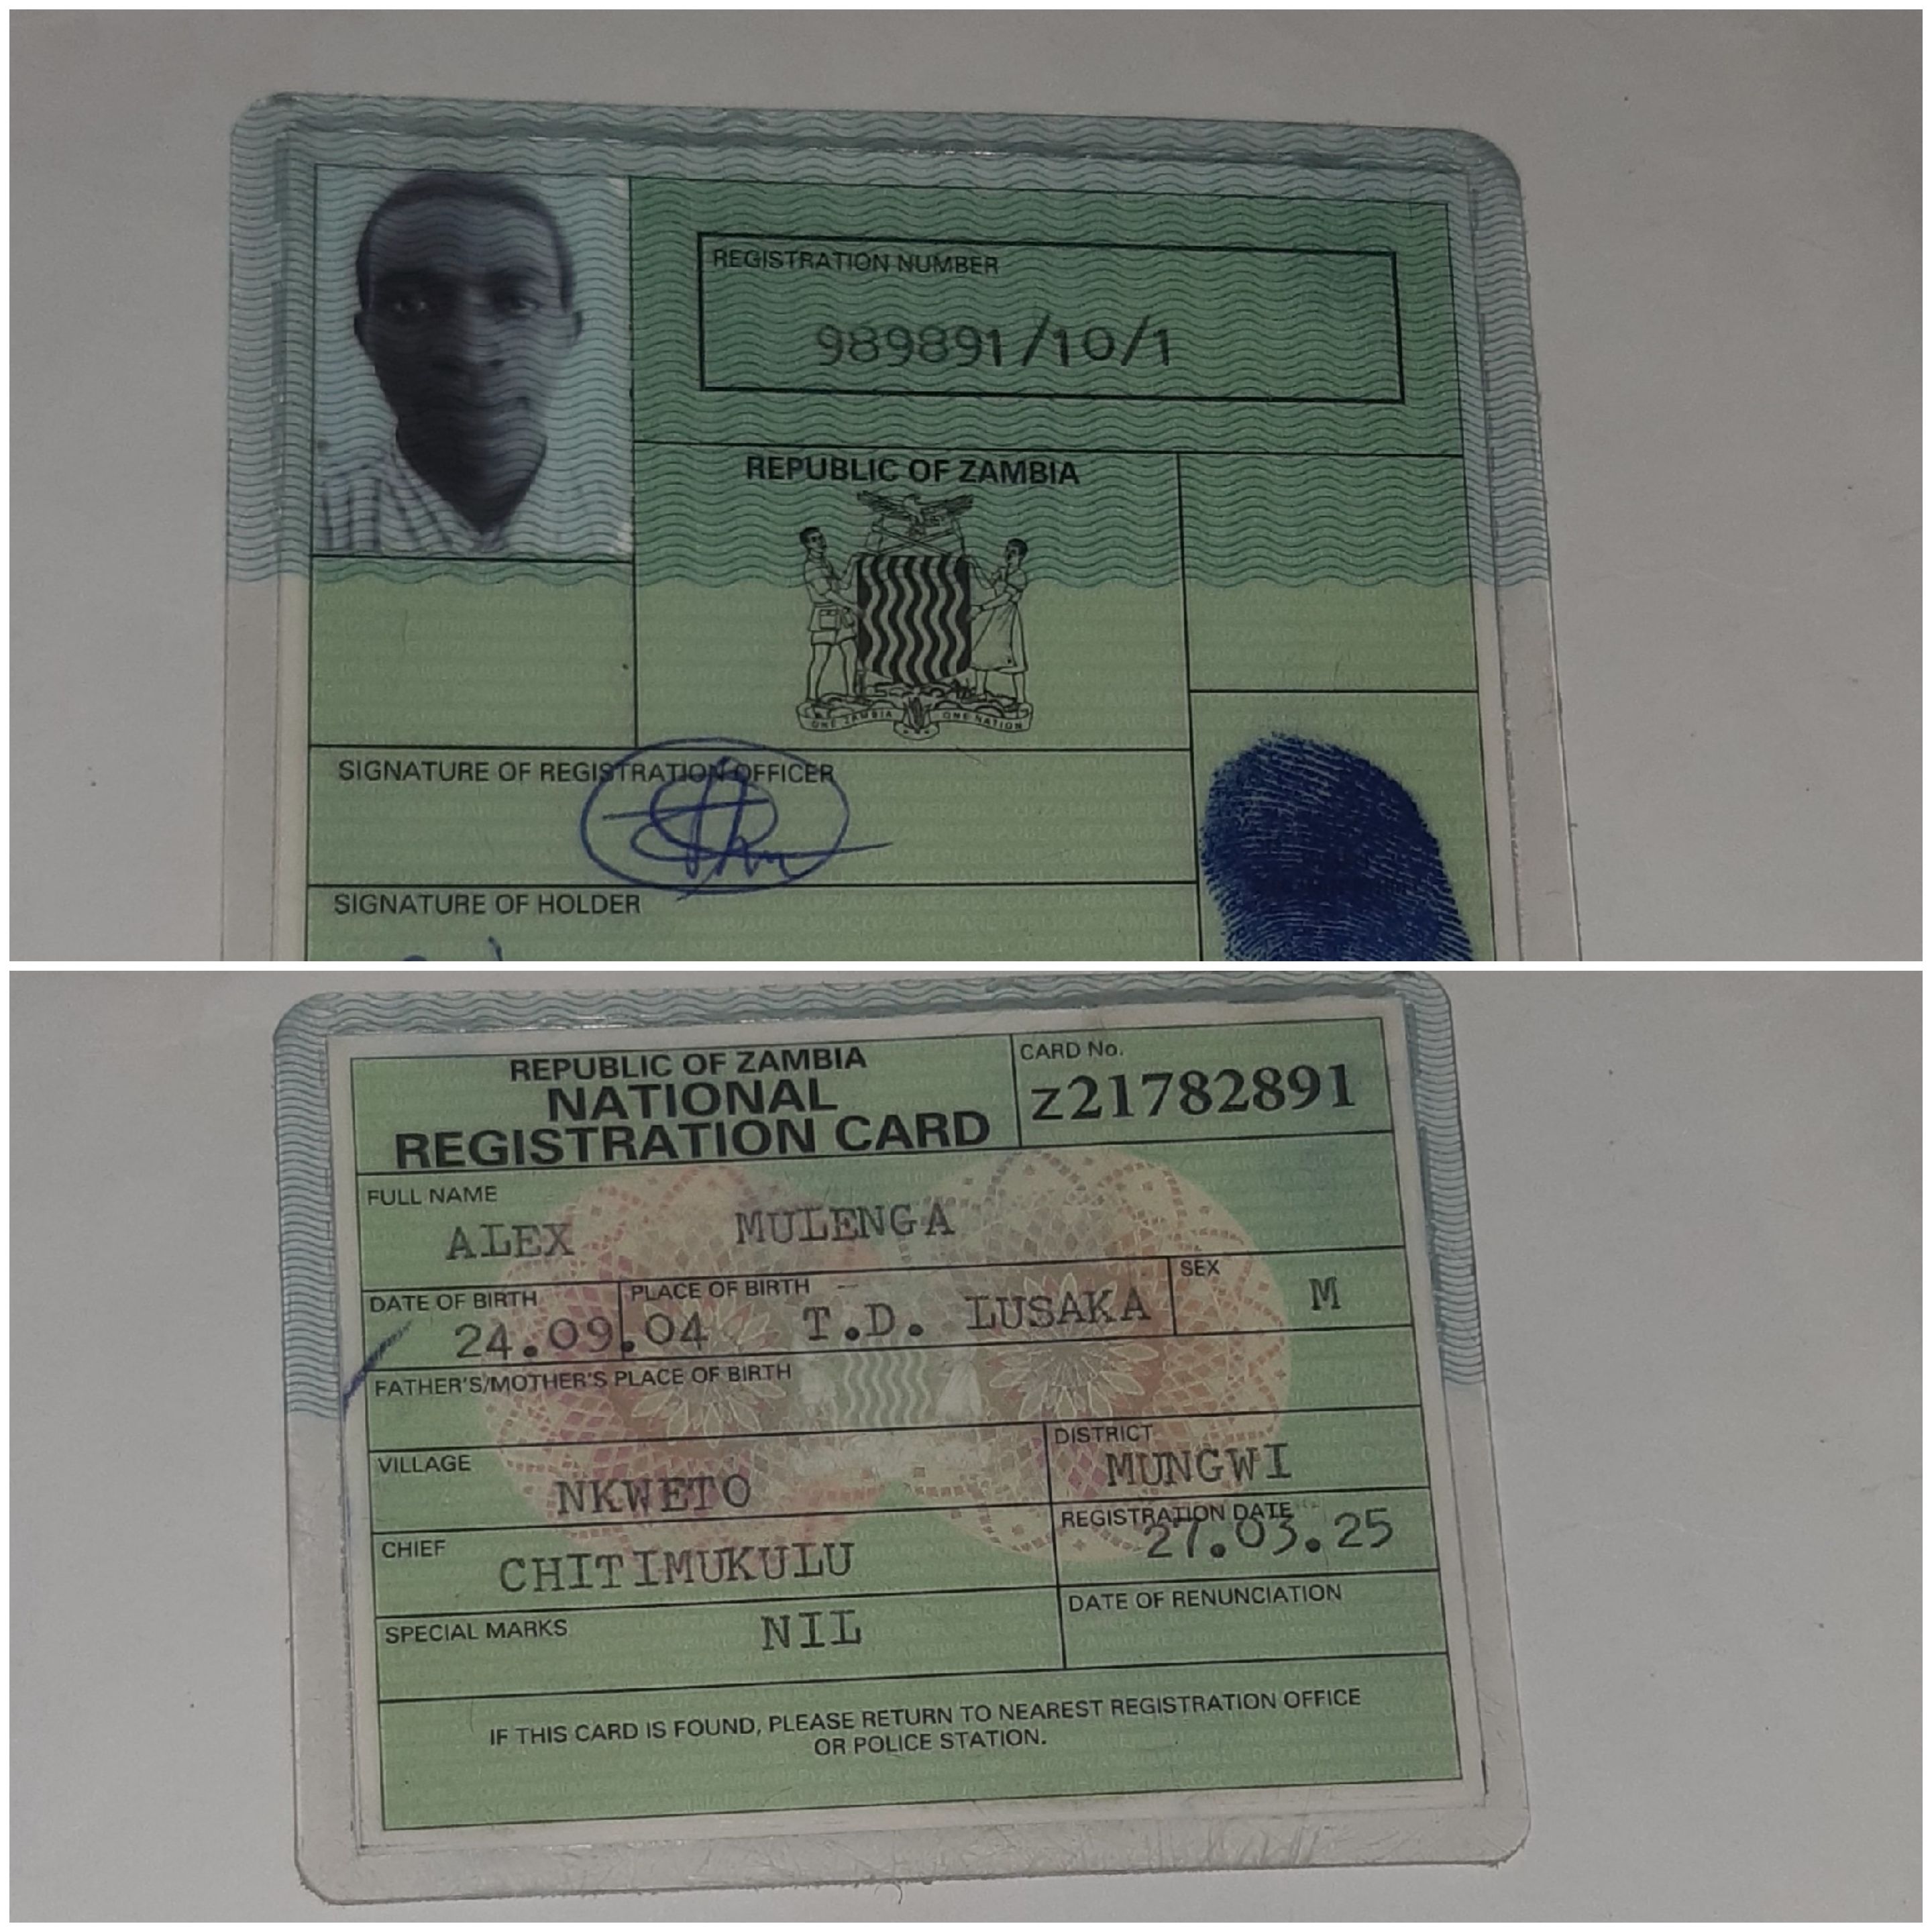 REGISTRATION NUMBER
989891/10/1
REPUBLIC OF ZAMBIA
ONE ZAMBIA ONE NATION
SIGNATURE OF REGISTRATION OFFICER
SIGNATURE OF HOLDER
REPUBLIC OF ZAMBIA
NATIONAL
REGISTRATION CARD
CARD No.
z21782891
FULL NAME
ALEX MULENGA
DATE OF BIRTH
24.09.04
PLACE OF BIRTH
T.D. LUSAKA
SEX
M
FATHER'S/MOTHER'S PLACE OF BIRTH
VILLAGE
NKWETO
DISTRICT
MUNGWI
CHIEF
CHITIMUKULU
REGISTRATION DATE
27.03.25
SPECIAL MARKS
NIL
DATE OF RENUNCIATION
IF THIS CARD IS FOUND, PLEASE RETURN TO NEAREST REGISTRATION OFFICE
OR POLICE STATION.